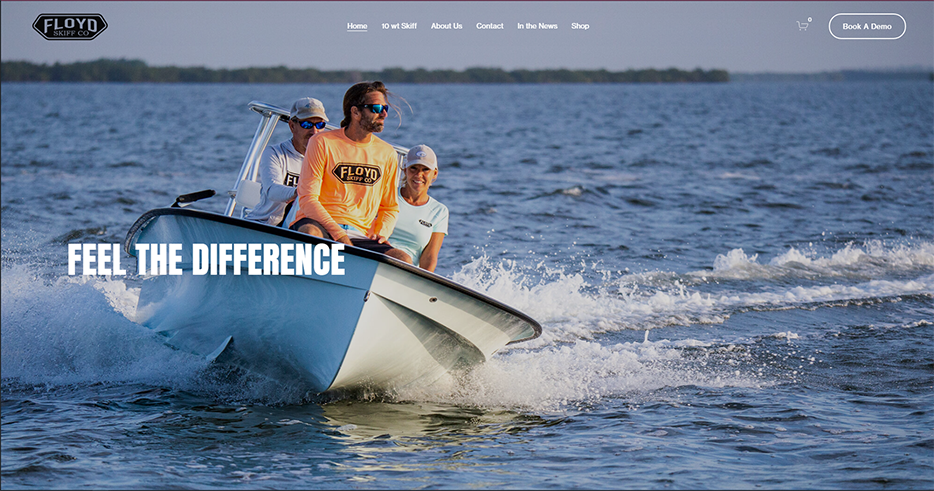 FLOYD
SKIFF CO
Home
10 wt Skiff
About Us
Contact
In the News
Shop
0
Book A Demo
FLOYD
SKIFF CO
FL
FEEL THE DIFFERENCE